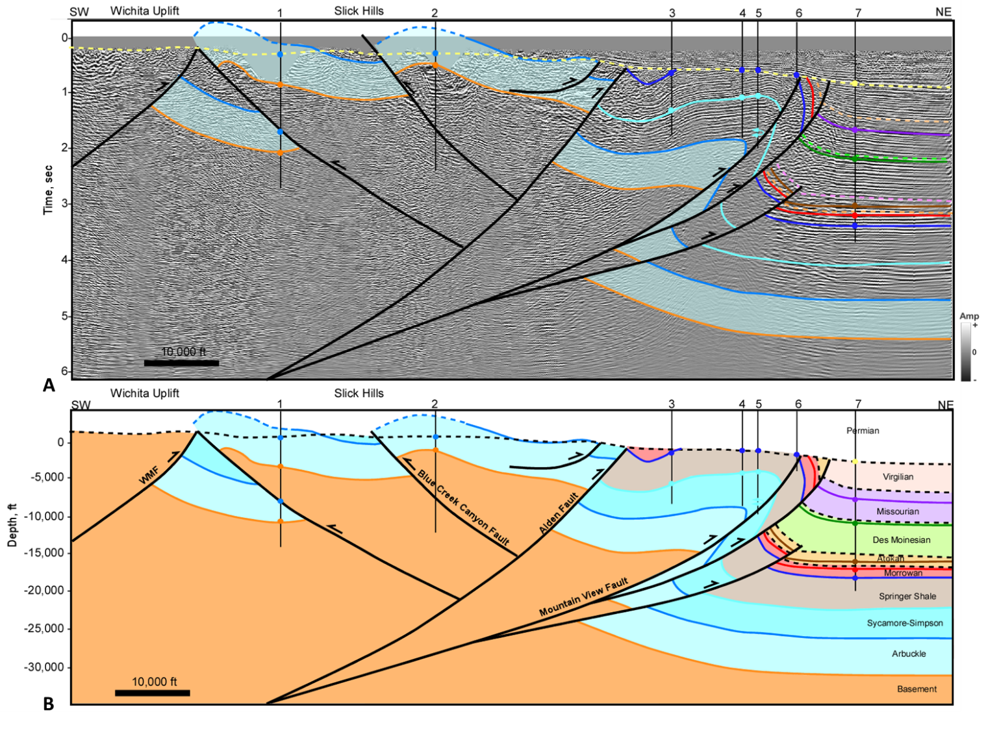 SW Wichita Uplift 1 Slick Hills 2 3 4 5 6 7 NE
0
1
2
3
4
5
6
Time, sec
10,000 ft
Amp
+
0
-
A
Wichita Uplift Slick Hills
SW 1 2 3 4 5 6 7 NE
Permian
0
-5,000
-10,000
-15,000
-20,000
-25,000
-30,000
Depth, ft
WMF
Blue Creek Canyon Fault
Alden Fault
Mountain View Fault
Virgilian
Missourian
Des Moinesian
Atokan
Morrowan
Springer Shale
Sycamore-Simpson
Arbuckle
Basement
10,000 ft
B